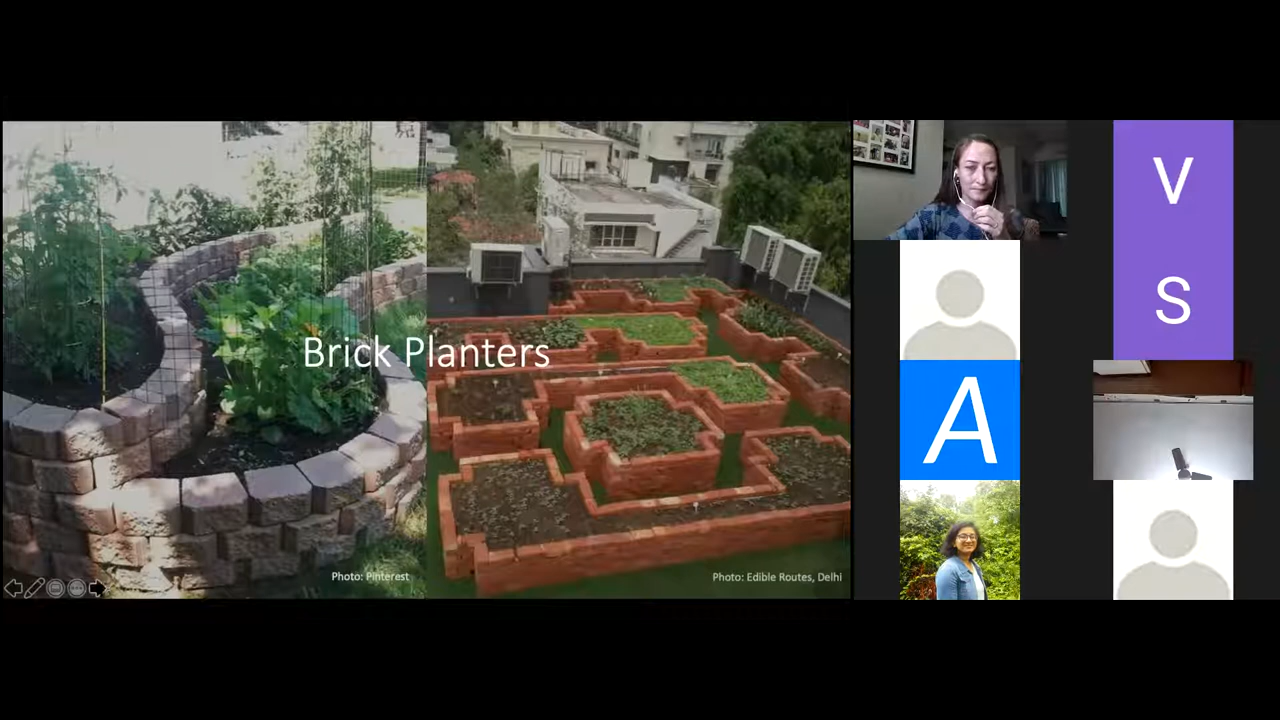 Brick Planters
Photo: Pinterest
Photo: Edible Routes, Delhi
V
S
A